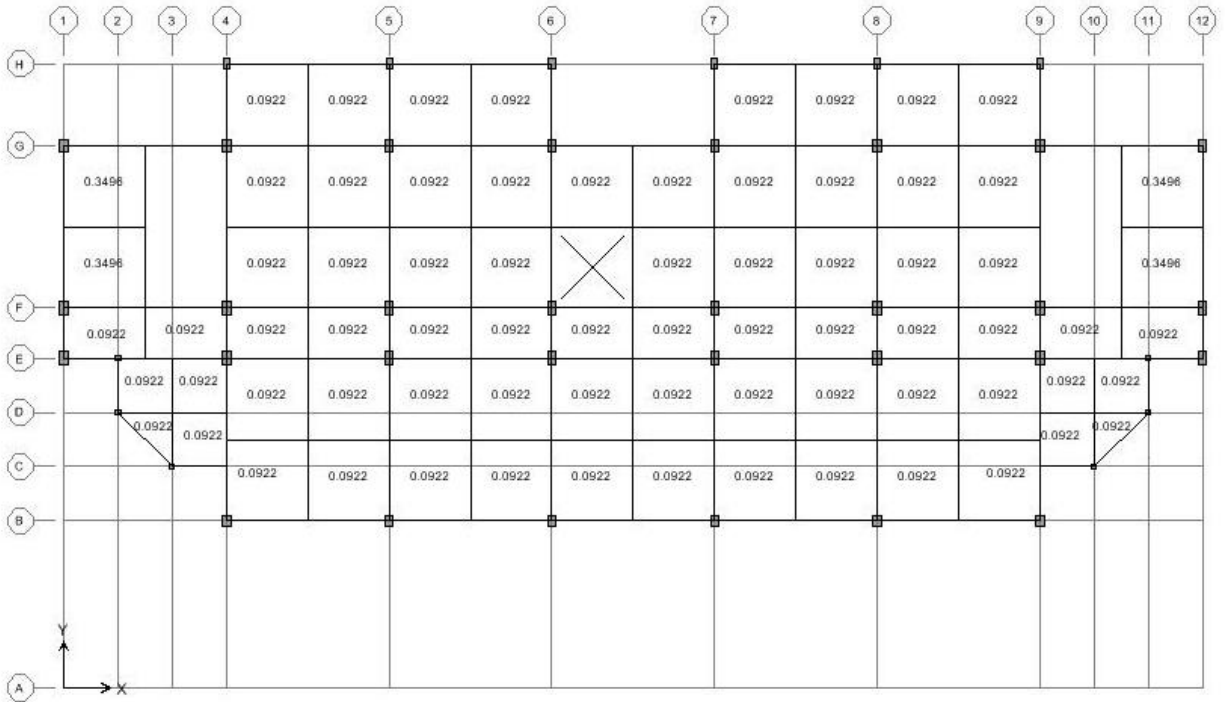 1 2 3 4 5 6 7 8 9 10 11 12
H
0.0922 0.0922 0.0922 0.0922 0.0922 0.0922 0.0922 0.0922
G
0.3496 0.0922 0.0922 0.0922 0.0922 0.0922 0.0922 0.0922 0.0922 0.0922 0.0922 0.3496
0.3496 0.0922 0.0922 0.0922 0.0922 0.0922 0.0922 0.0922 0.0922 0.0922 0.3496
F
0.0922 0.0922 0.0922 0.0922 0.0922 0.0922 0.0922 0.0922 0.0922 0.0922 0.0922 0.0922 0.0922 0.0922
E
0.0922 0.0922 0.0922 0.0922 0.0922 0.0922 0.0922 0.0922 0.0922 0.0922 0.0922 0.0922 0.0922 0.0922
D
0.0922 0.0922 0.0922 0.0922
C
0.0922 0.0922 0.0922 0.0922 0.0922 0.0922 0.0922 0.0922 0.0922 0.0922
B
Y
A X